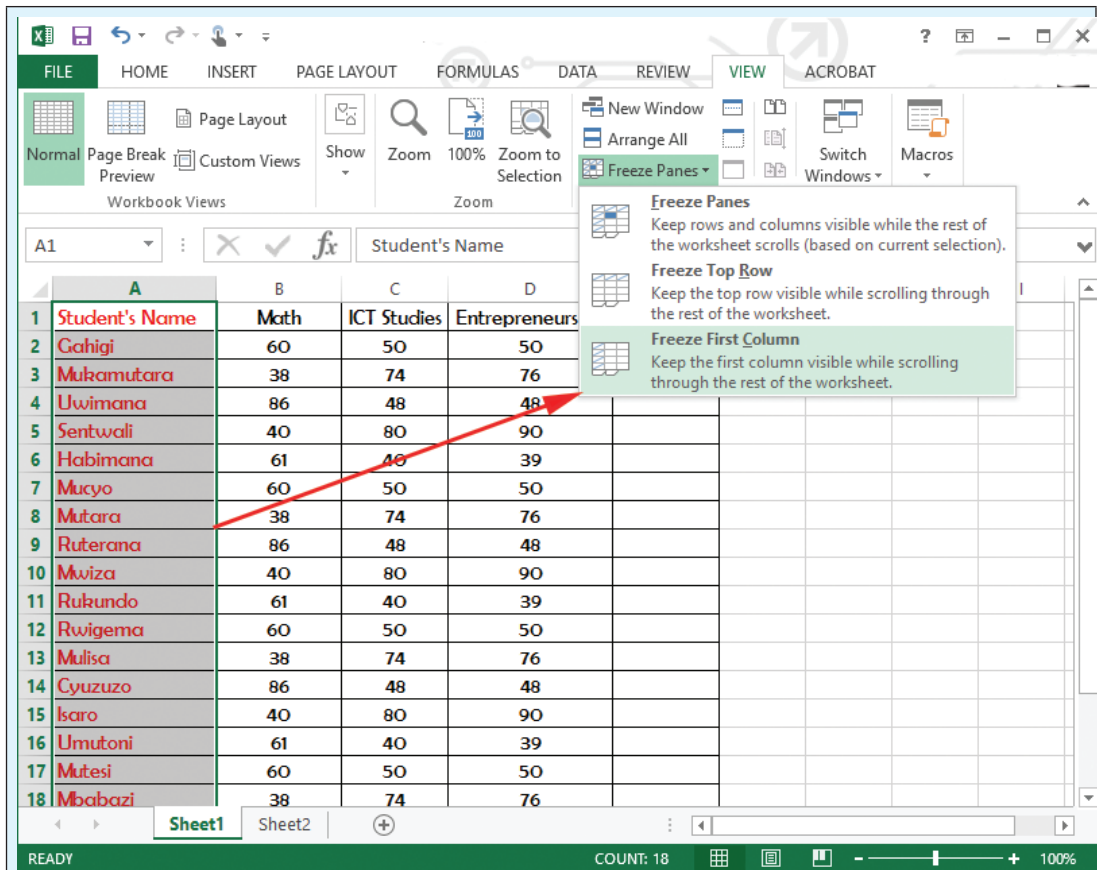 ?
FILE HOME INSERT PAGE LAYOUT FORMULAS DATA REVIEW VIEW ACROBAT
Normal
Page Break
Preview
Page Layout
Custom Views
Workbook Views
Show
Zoom
100
100%
Zoom to
Selection
Zoom
New Window
Arrange All
Freeze Panes
Switch
Windows
Macros
Freeze Panes
Keep rows and columns visible while the rest of
the worksheet scrolls (based on current selection).
Freeze Top Row
Keep the top row visible while scrolling through
the rest of the worksheet.
Freeze First Column
Keep the first column visible while scrolling
through the rest of the worksheet.
A1 fx Student's Name
A B C D I
1 Student's Name Math ICT Studies Entrepreneurs
2 Gahigi 60 50 50
3 Mukamutara 38 74 76
4 Uwimana 86 48 48
5 Sentwali 40 80 90
6 Habimana 61 40 39
7 Mucyo 60 50 50
8 Mutara 38 74 76
9 Ruterana 86 48 48
10 Mwiza 40 80 90
11 Rukundo 61 40 39
12 Rwigema 60 50 50
13 Mulisa 38 74 76
14 Cyuzuzo 86 48 48
15 Isaro 40 80 90
16 Umutoni 61 40 39
17 Mutesi 60 50 50
18 Mbabazi 38 74 76
Sheet1 Sheet2
READY COUNT: 18 - + 100%